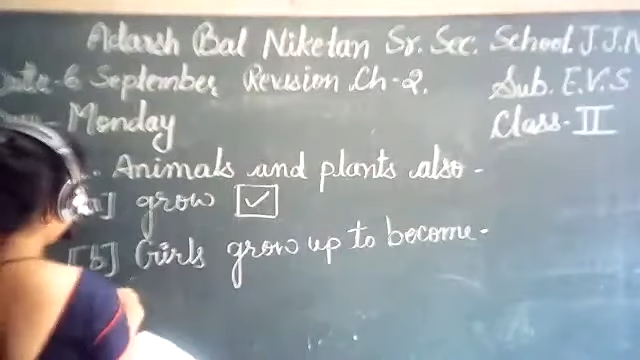 Adarsh Bal Niketan Sr. Sec. School J.J.N
Date-6 September Revision Ch-2. Sub. E.V.S
Monday Class-II
Animals and plants also -
[a] grow ✓
[b] Girls grow up to become-